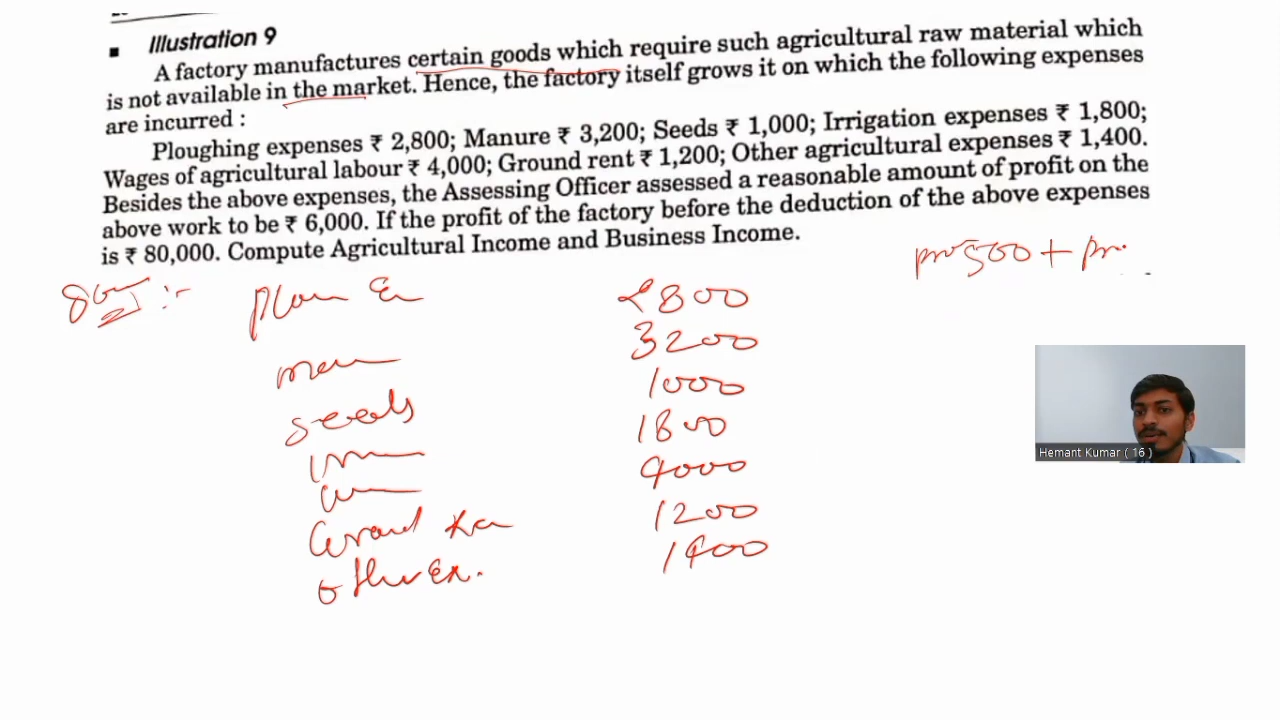 ▪ Illustration 9
A factory manufactures certain goods which require such agricultural raw material which
is not available in the market. Hence, the factory itself grows it on which the following expenses
are incurred :
Ploughing expenses ₹ 2,800; Manure ₹ 3,200; Seeds ₹ 1,000; Irrigation expenses ₹ 1,800;
Wages of agricultural labour ₹ 4,000; Ground rent ₹ 1,200; Other agricultural expenses ₹ 1,400.
Besides the above expenses, the Assessing Officer assessed a reasonable amount of profit on the
above work to be ₹ 6,000. If the profit of the factory before the deduction of the above expenses
is ₹ 80,000. Compute Agricultural Income and Business Income.
2800
3200
seeds 1000
1800
4000
1200
other Ex. 1400
Hemant Kumar ( 16 )